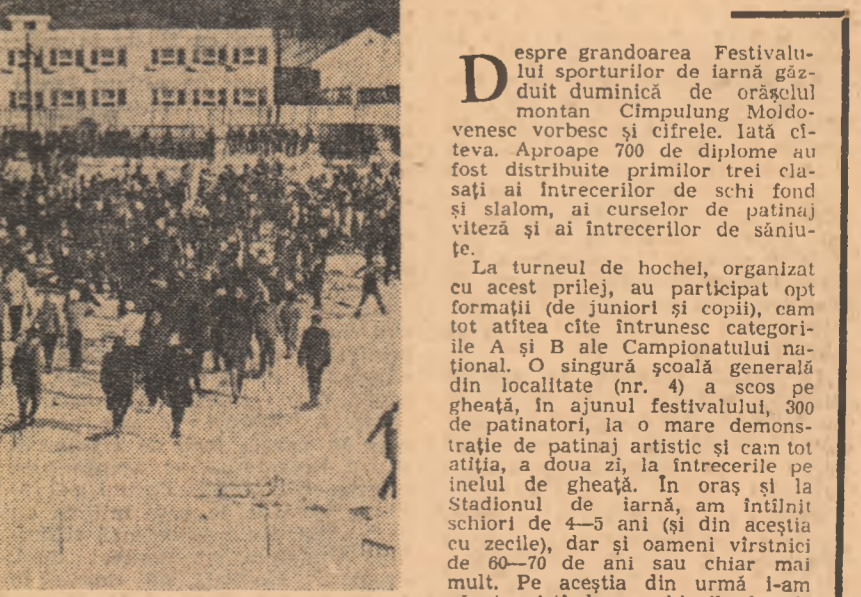 Despre grandoarea Festivalu-
lui sporturilor de iarnă găz-
duit duminică de orășelul
montan Cîmpulung Moldo-
venesc vorbesc și cifrele. Iată cî-
teva. Aproape 700 de diplome au
fost distribuite primilor trei cla-
sați ai întrecerilor de schi fond
și slalom, ai curselor de patinaj
viteză și ai întrecerilor de săniu-
țe.
La turneul de hochei, organizat
cu acest prilej, au participat opt
formații (de juniori și copii), cam
tot atîtea cîte întrunesc categori-
ile A și B ale Campionatului na-
țional. O singură școală generală
din localitate (nr. 4) a scos pe
gheață, în ajunul festivalului, 300
de patinatori, la o mare demons-
trație de patinaj artistic și cam tot
atîția, a doua zi, la întrecerile pe
inelul de gheață. In oraș și la
Stadionul de iarnă, am întîlnit
schiori de 4—5 ani (și din aceștia
cu zecile), dar și oameni vîrstnici
de 60—70 de ani sau chiar mai
mult. Pe aceștia din urmă i-am